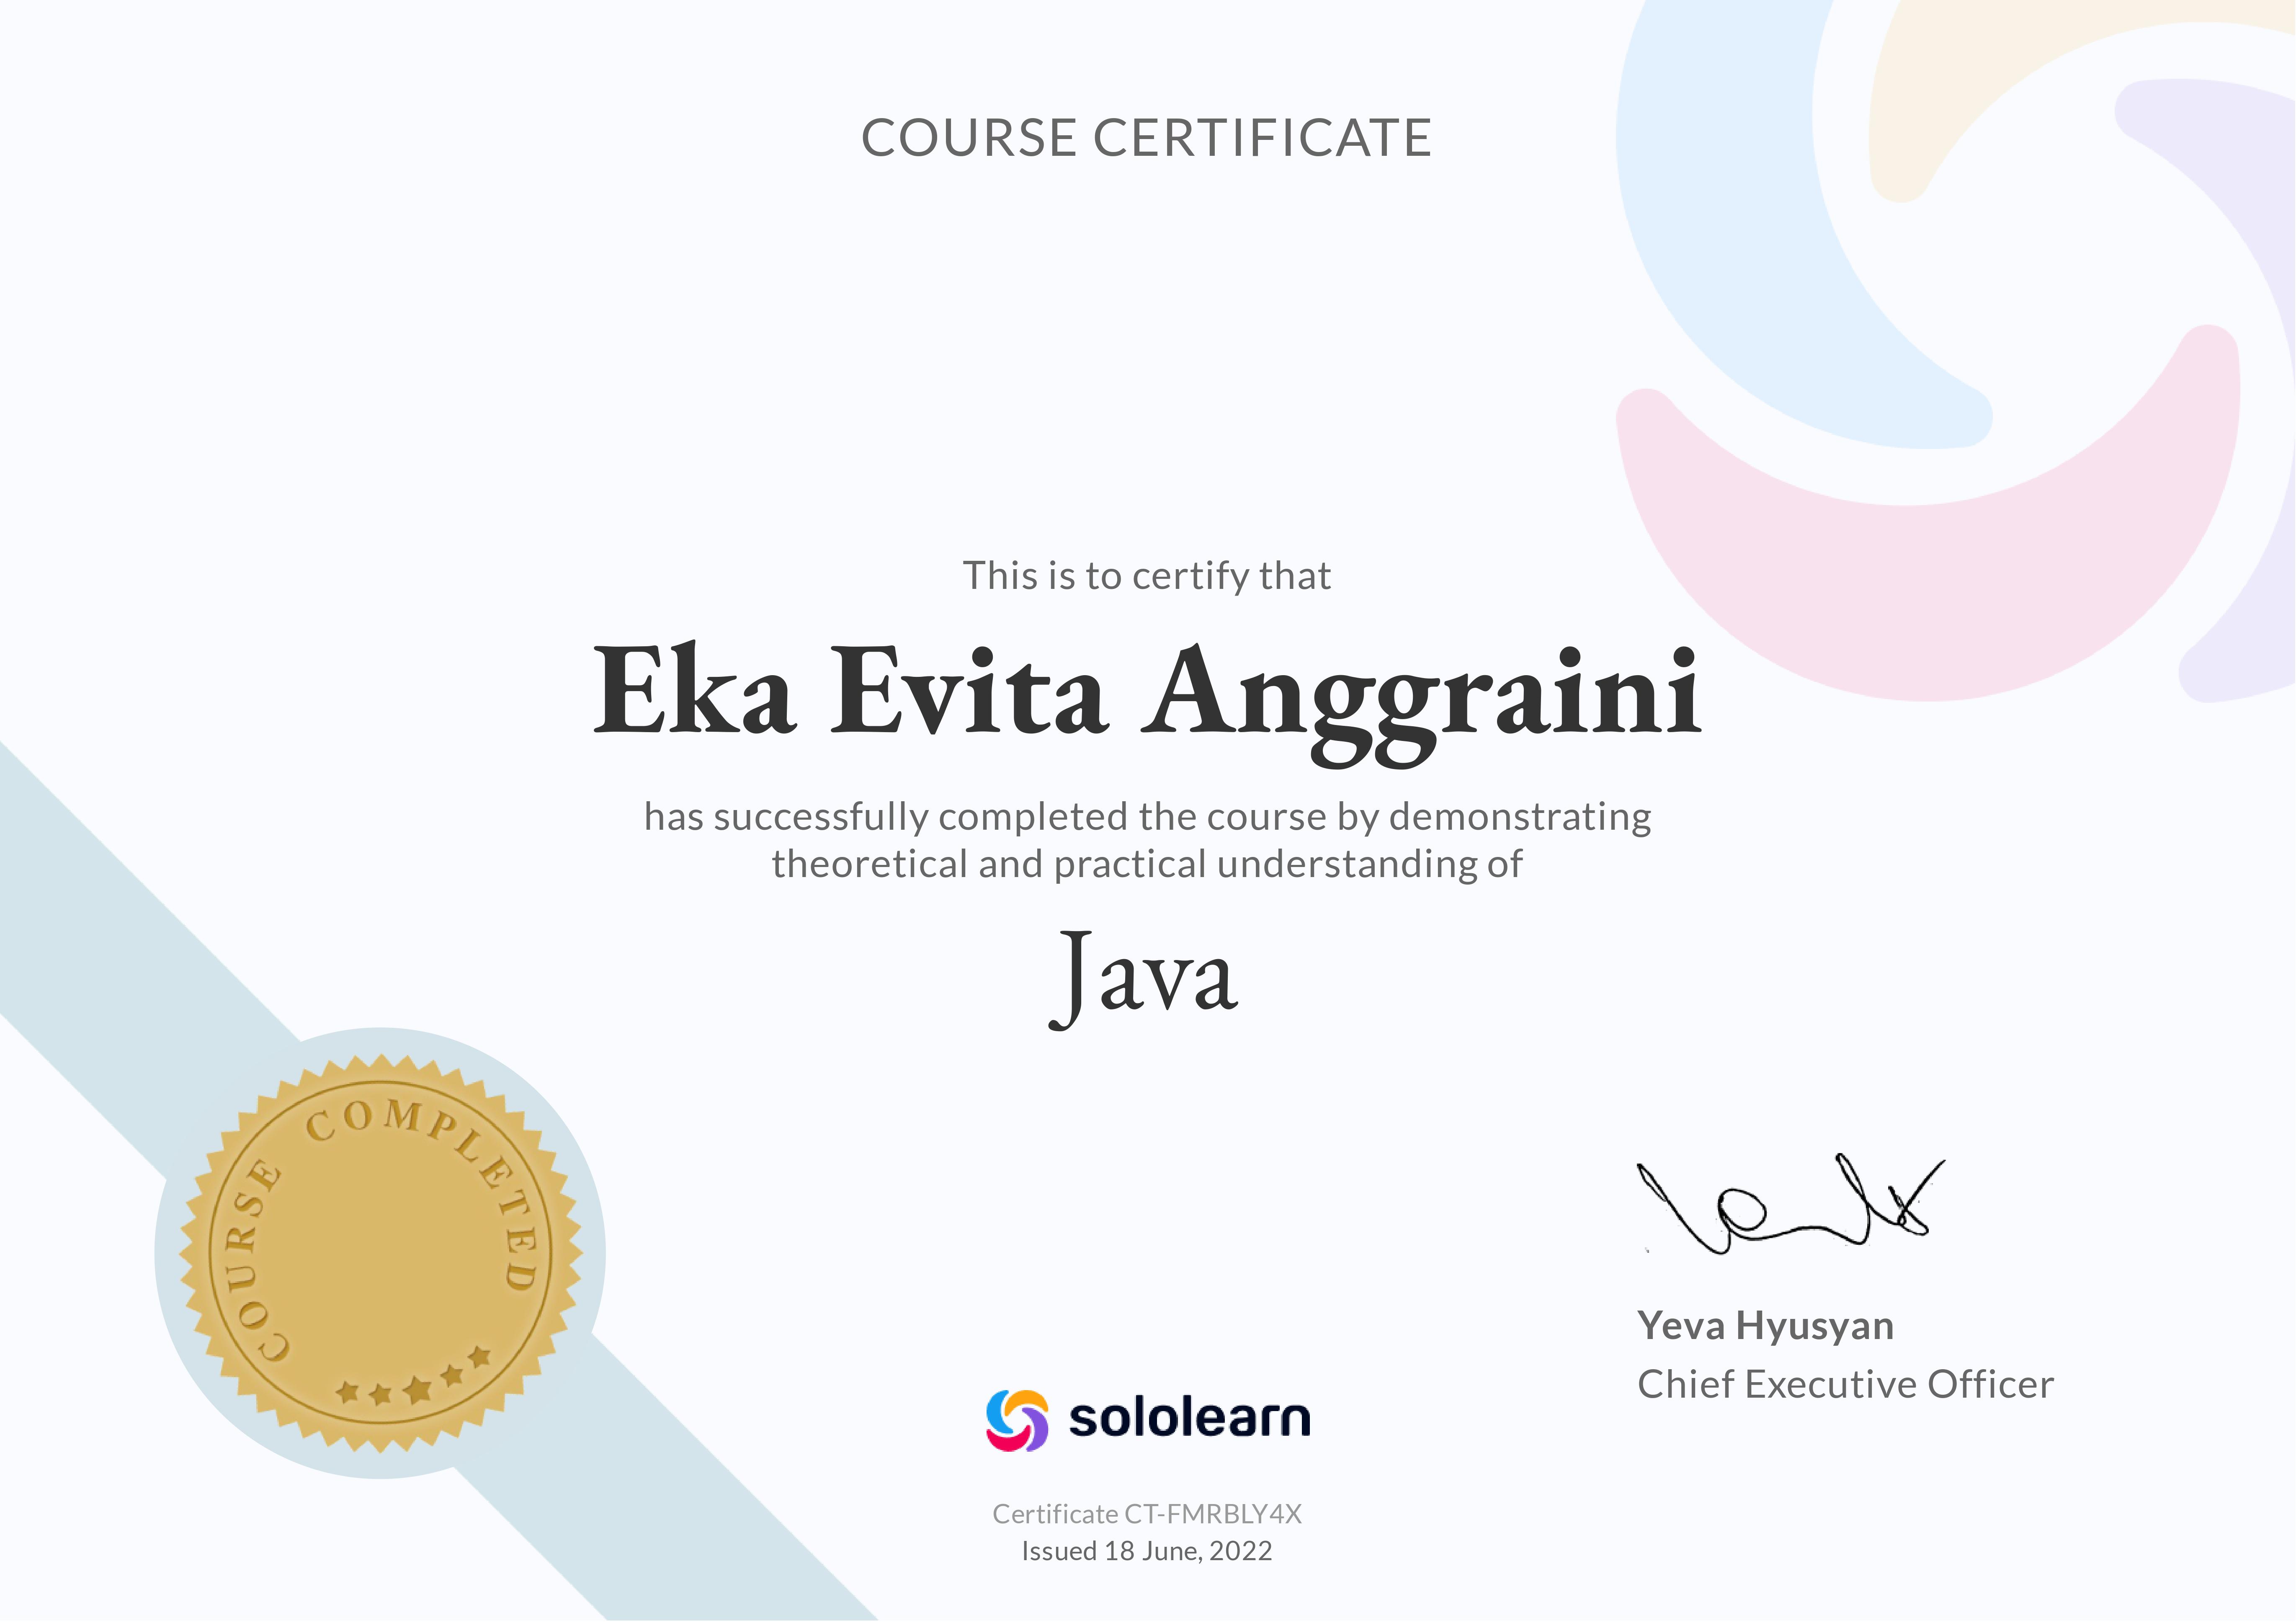 COURSE CERTIFICATE
This is to certify that
Eka Evita Anggraini
has successfully completed the course by demonstrating
theoretical and practical understanding of
Java
COURSE COMPLETED
Yeva Hyusyan
Chief Executive Officer
sololearn
Certificate CT-FMRBLY4X
Issued 18 June, 2022